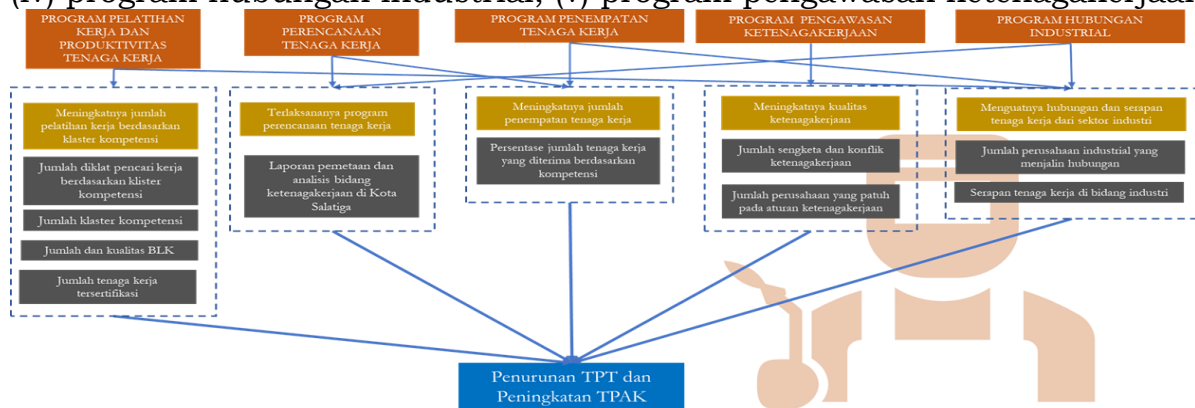 (iv) program hubungan industrial, (v) program pengawasan ketenagakerjaan
PROGRAM PELATIHAN
KERJA DAN
PRODUKTIVITAS
TENAGA KERJA
PROGRAM
PERENCANAAN
TENAGA KERJA
PROGRAM PENEMPATAN
TENAGA KERJA
PROGRAM PENGAWASAN
KETENAGAKERJAAN
PROGRAM HUBUNGAN
INDUSTRIAL
Meningkatnya jumlah
pelatihan kerja berdasarkan
klaster kompetensi
Jumlah diklat pencari kerja
berdasarkan klister
kompetensi
Jumlah klaster kompetensi
Jumlah dan kualitas BLK
Jumlah tenaga kerja
tersertifikasi
Terlaksananya program
perencanaan tenaga kerja
Laporan pemetaan dan
analisis bidang
ketenagakerjaan di Kota
Salatiga
Meningkatnya jumlah
penempatan tenaga kerja
Persentase jumlah tenaga kerja
yang diterima berdasarkan
kompetensi
Meningkatnya kualitas
ketenagakerjaan
Jumlah sengketa dan konflik
ketenagakerjaan
Jumlah perusahaan yang patuh
pada aturan ketenagakerjaan
Menguatnya hubungan dan serapan
tenaga kerja dari sektor industri
Jumlah perusahaan industrial yang
menjalin hubungan
Serapan tenaga kerja di bidang industri
Penurunan TPT dan
Peningkatan TPAK